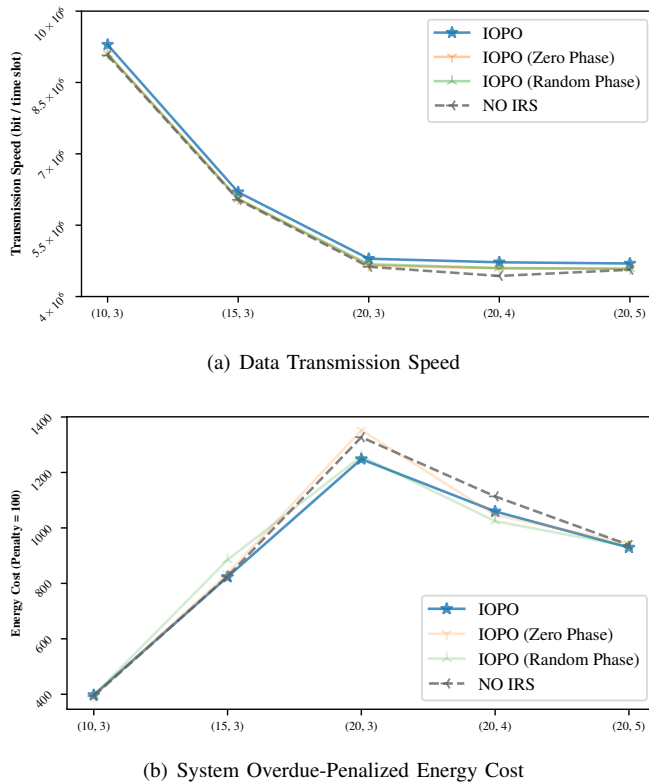 10 × 10⁶
8.5 × 10⁶
7 × 10⁶
5.5 × 10⁶
4 × 10⁶
Transmission Speed (bit / time slot)
IOPO
IOPO (Zero Phase)
IOPO (Random Phase)
NO IRS
(10, 3) (15, 3) (20, 3) (20, 4) (20, 5)
(a) Data Transmission Speed
1400
1200
1000
800
600
400
Energy Cost (Penalty = 100)
IOPO
IOPO (Zero Phase)
IOPO (Random Phase)
NO IRS
(10, 3) (15, 3) (20, 3) (20, 4) (20, 5)
(b) System Overdue-Penalized Energy Cost